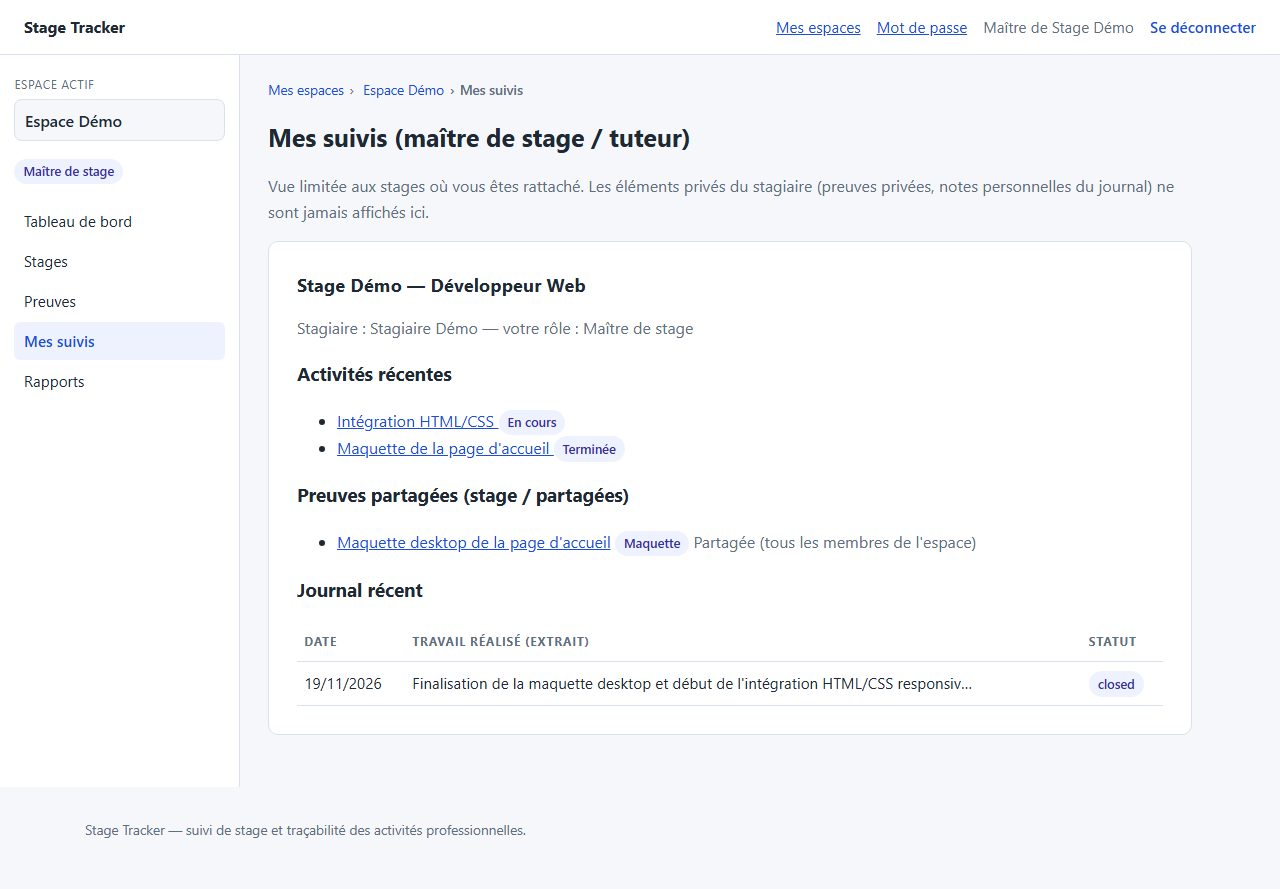 Stage Tracker
Mes espaces Mot de passe Maître de Stage Démo Se déconnecter
ESPACE ACTIF
Espace Démo
Maître de stage
Tableau de bord
Stages
Preuves
Mes suivis
Rapports
Mes espaces › Espace Démo › Mes suivis
Mes suivis (maître de stage / tuteur)
Vue limitée aux stages où vous êtes rattaché. Les éléments privés du stagiaire (preuves privées, notes personnelles du journal) ne
sont jamais affichés ici.
Stage Démo — Développeur Web
Stagiaire : Stagiaire Démo — votre rôle : Maître de stage
Activités récentes
Intégration HTML/CSS En cours
Maquette de la page d'accueil Terminée
Preuves partagées (stage / partagées)
Maquette desktop de la page d'accueil Maquette Partagée (tous les membres de l'espace)
Journal récent
DATE TRAVAIL RÉALISÉ (EXTRAIT) STATUT
19/11/2026 Finalisation de la maquette desktop et début de l'intégration HTML/CSS responsiv… closed
Stage Tracker — suivi de stage et traçabilité des activités professionnelles.